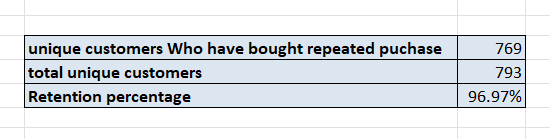 unique customers Who have bought repeated puchase 769
total unique customers 793
Retention percentage 96.97%